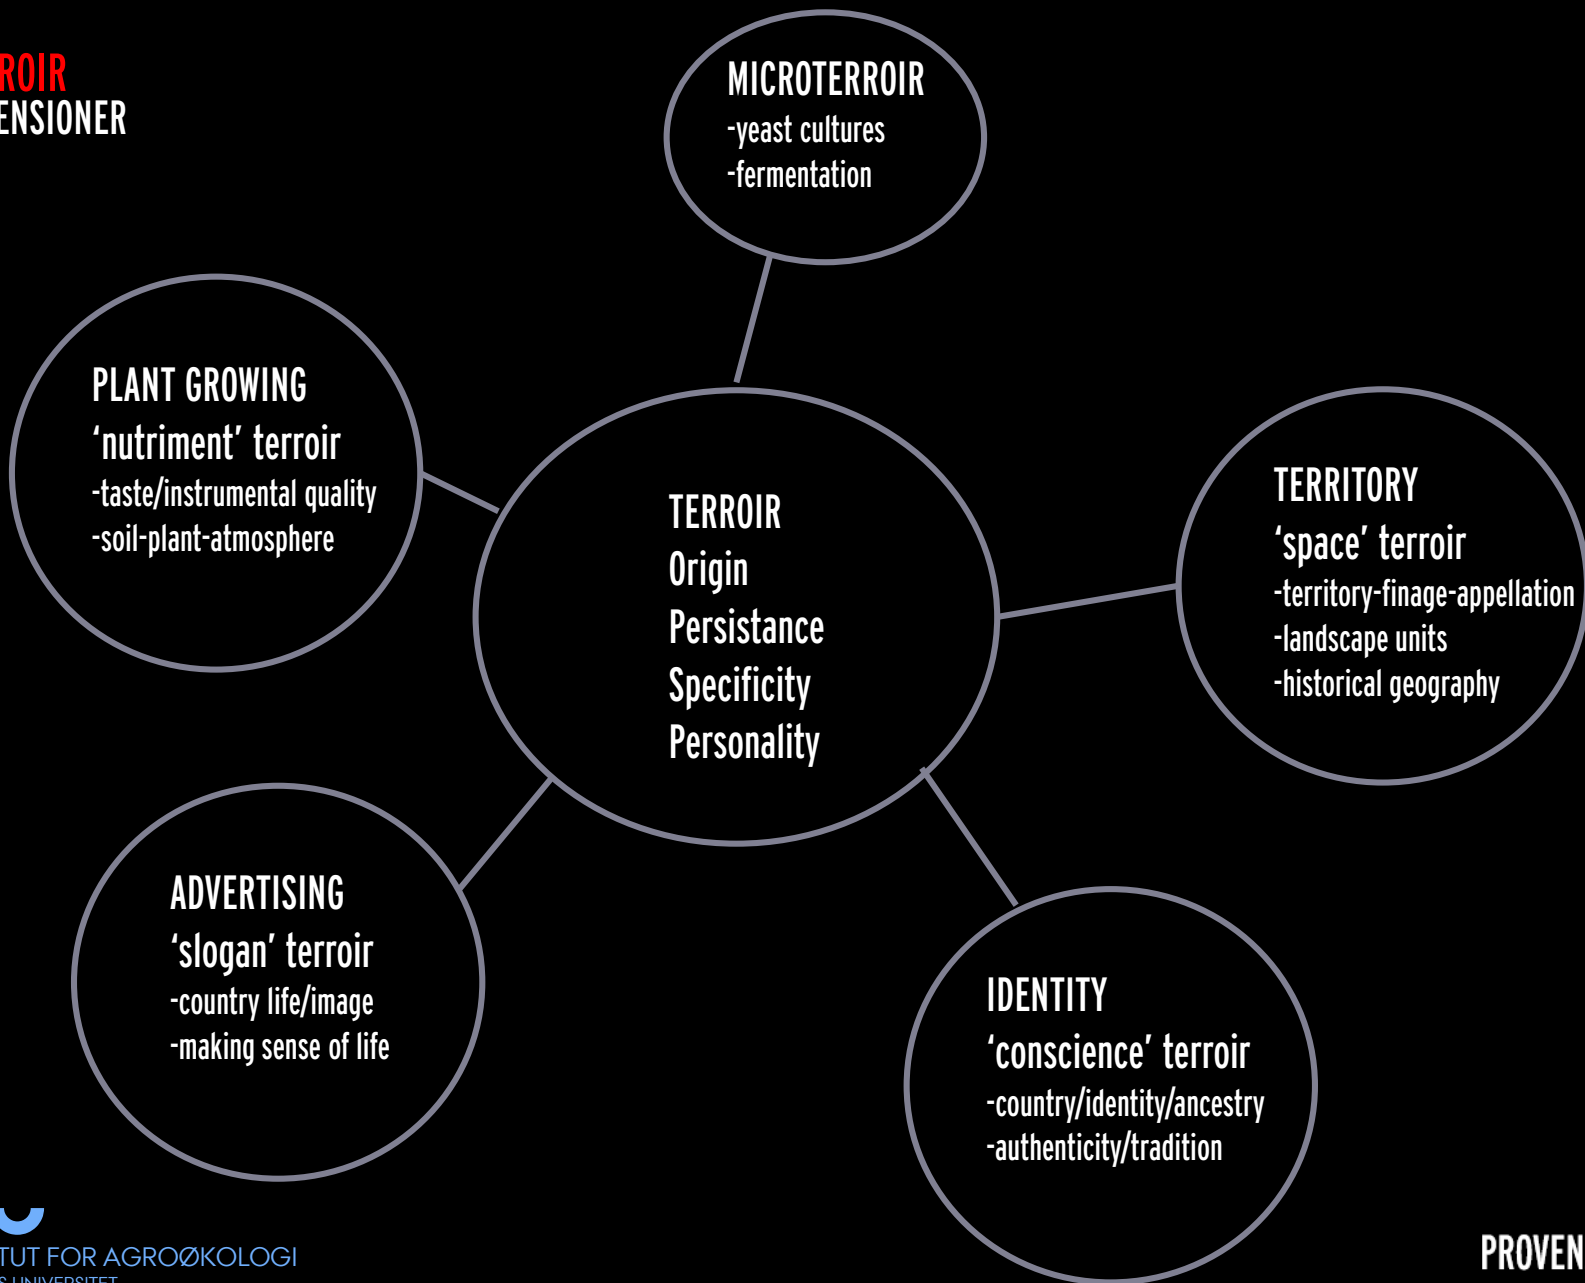 ROIR
ENSIONER
MICROTERROIR
-yeast cultures
-fermentation
PLANT GROWING
‘nutriment’ terroir
-taste/instrumental quality
-soil-plant-atmosphere
TERROIR
Origin
Persistance
Specificity
Personality
TERRITORY
‘space’ terroir
-territory-finage-appellation
-landscape units
-historical geography
ADVERTISING
‘slogan’ terroir
-country life/image
-making sense of life
IDENTITY
‘conscience’ terroir
-country/identity/ancestry
-authenticity/tradition
TUT FOR AGROØKOLOGI
S UNIVERSITET
PROVEN